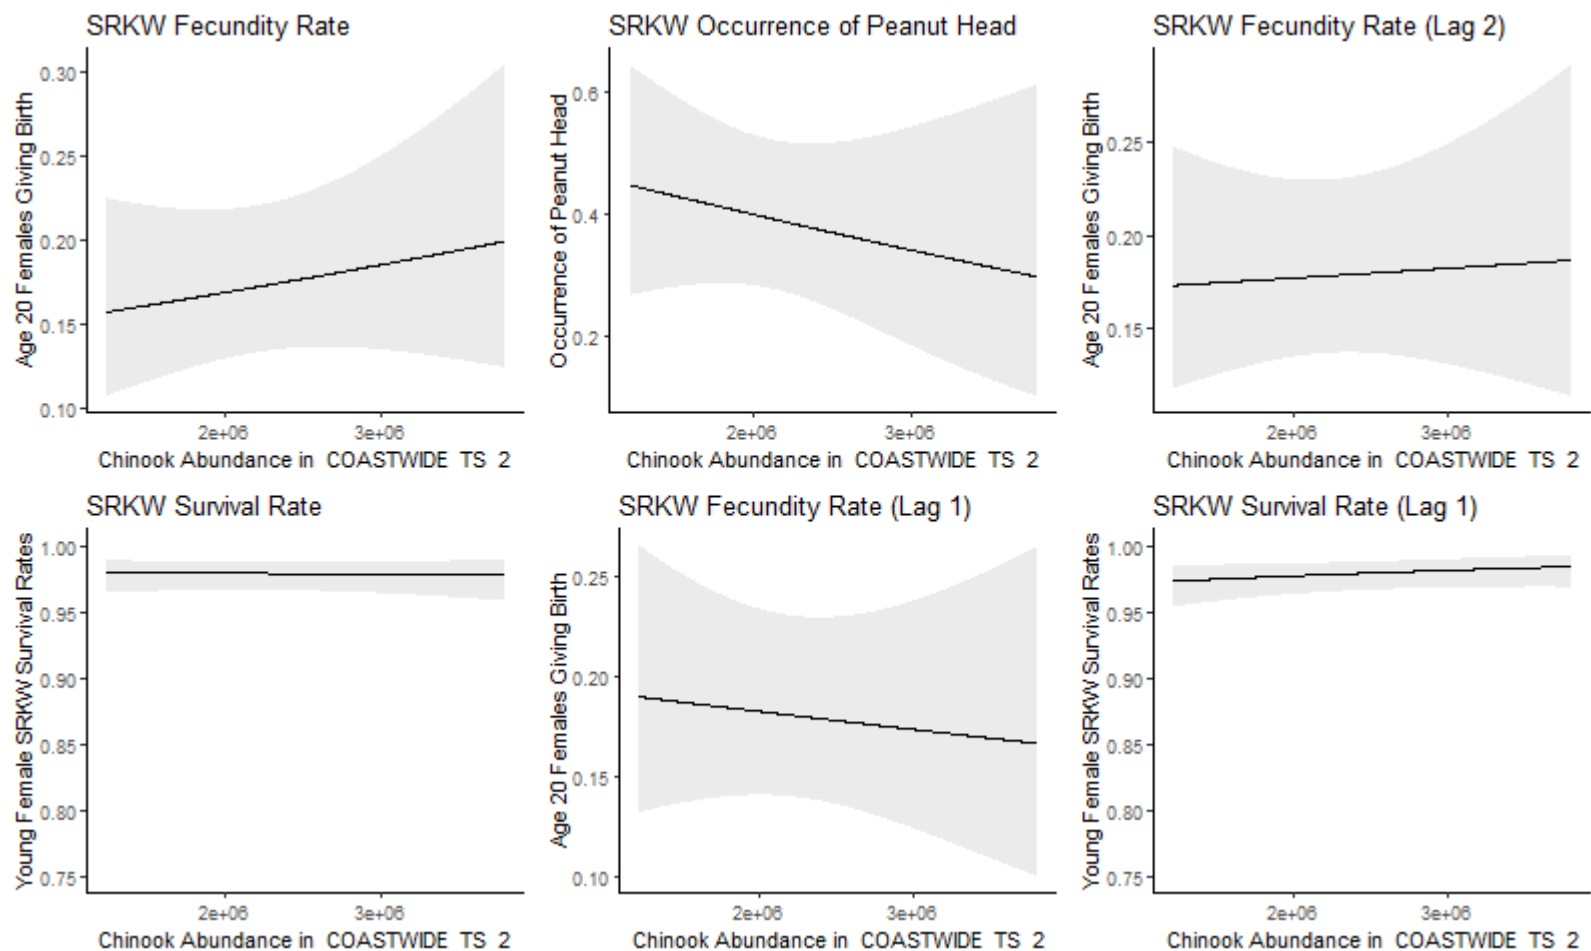 SRKW Fecundity Rate
Age 20 Females Giving Birth
0.30
0.25
0.20
0.15
0.10
2e+06 3e+06
Chinook Abundance in COASTWIDE TS 2
SRKW Occurrence of Peanut Head
Occurrence of Peanut Head
0.6
0.4
0.2
2e+06 3e+06
Chinook Abundance in COASTWIDE TS 2
SRKW Fecundity Rate (Lag 2)
Age 20 Females Giving Birth
0.25
0.20
0.15
2e+06 3e+06
Chinook Abundance in COASTWIDE TS 2
SRKW Survival Rate
Young Female SRKW Survival Rates
1.00
0.95
0.90
0.85
0.80
0.75
2e+06 3e+06
Chinook Abundance in COASTWIDE TS 2
SRKW Fecundity Rate (Lag 1)
Age 20 Females Giving Birth
0.25
0.20
0.15
0.10
2e+06 3e+06
Chinook Abundance in COASTWIDE TS 2
SRKW Survival Rate (Lag 1)
Young Female SRKW Survival Rates
1.00
0.95
0.90
0.85
0.80
0.75
2e+06 3e+06
Chinook Abundance in COASTWIDE TS 2